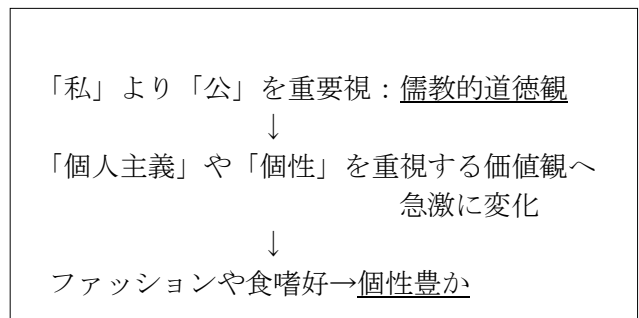 「私」より「公」を重要視：儒教的道徳観
↓
「個人主義」や「個性」を重視する価値観へ
急激に変化
↓
ファッションや食嗜好→個性豊か